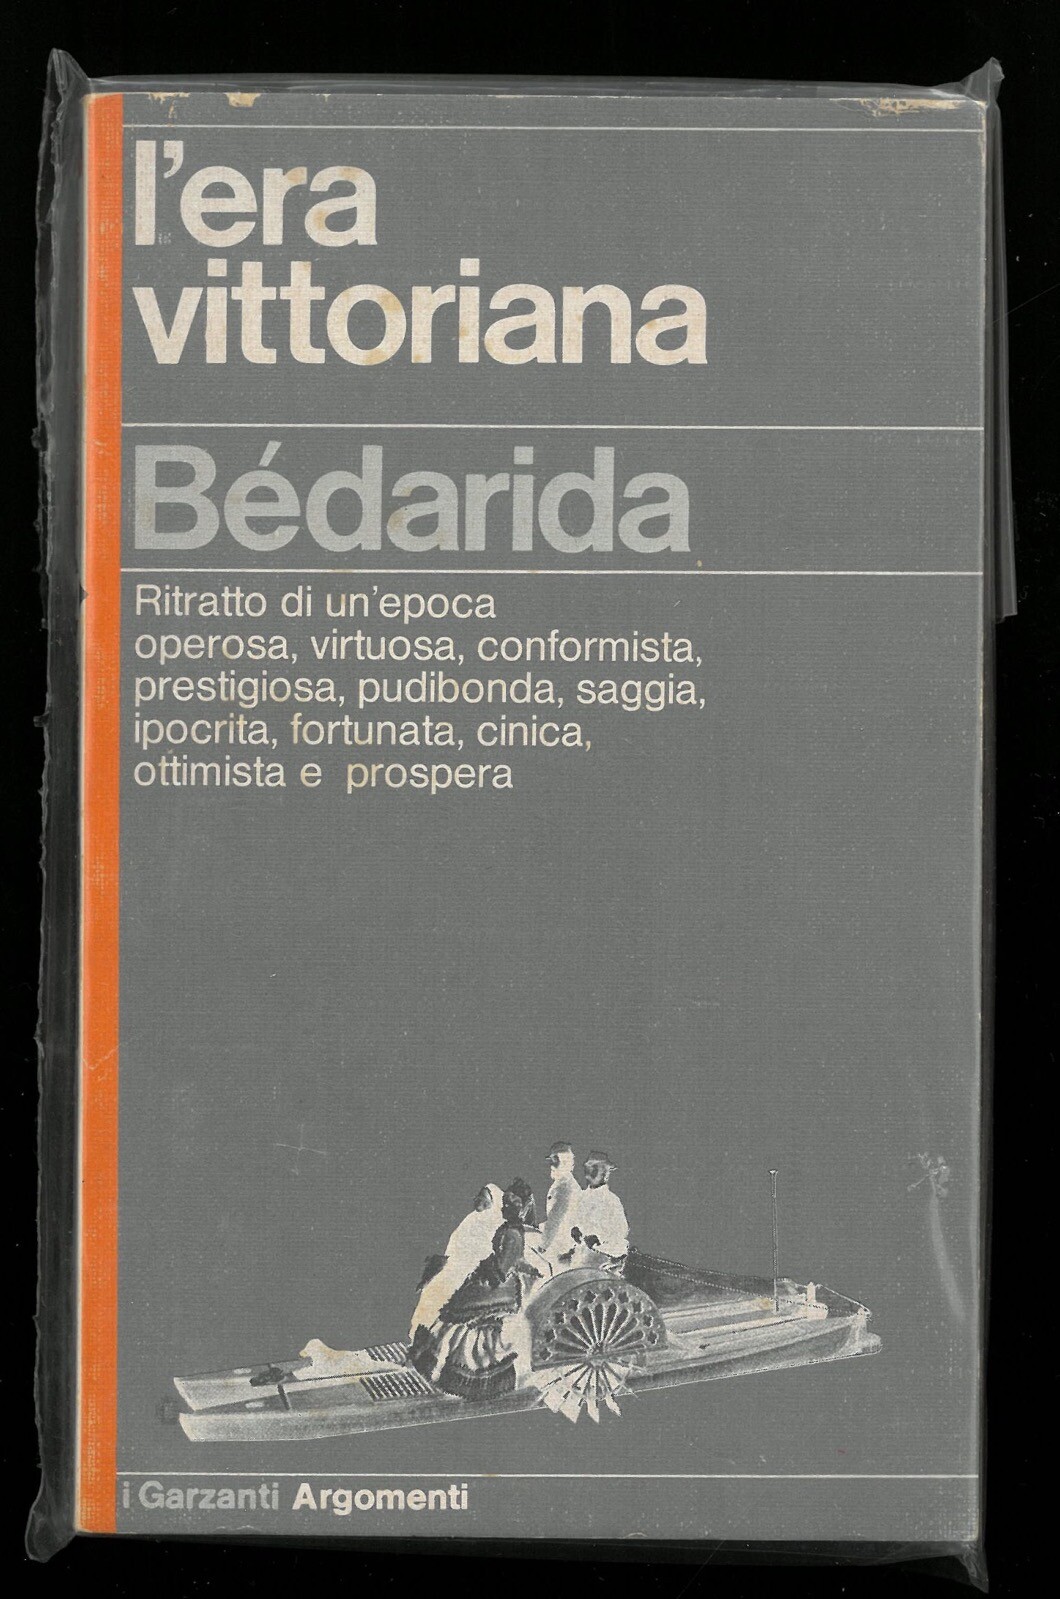 l'era
vittoriana
Bédarida
Ritratto di un'epoca
operosa, virtuosa, conformista,
prestigiosa, pudibonda, saggia,
ipocrita, fortunata, cinica,
ottimista e prospera
i Garzanti Argomenti